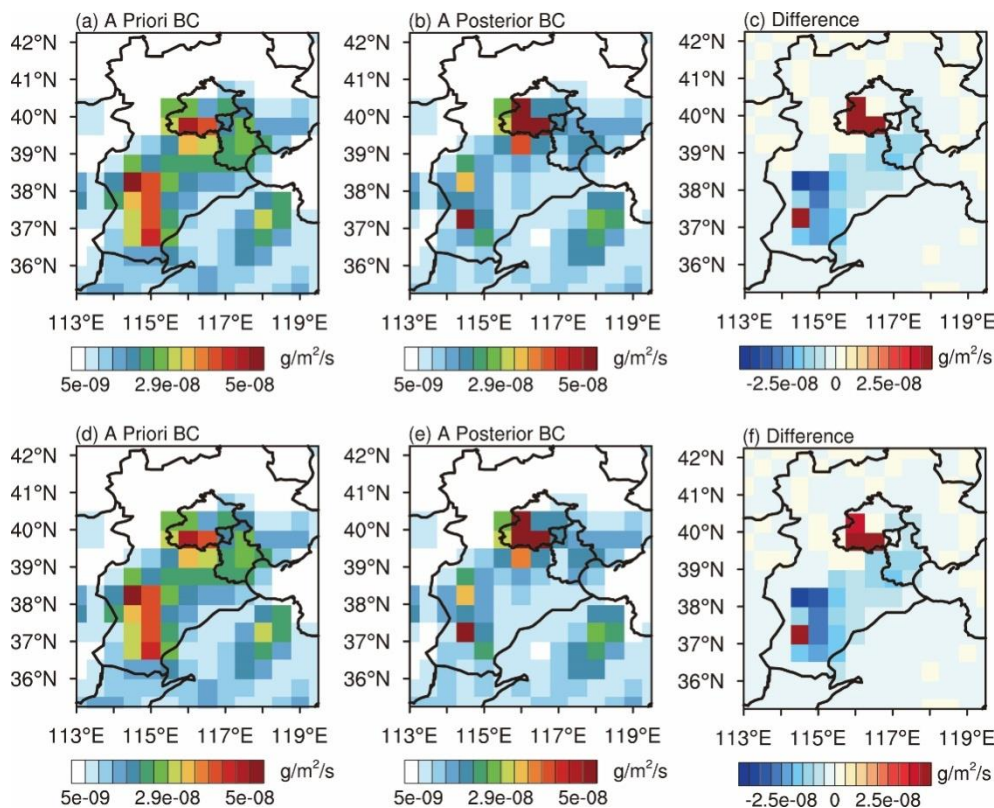 (a) A Priori BC
(b) A Posterior BC
(c) Difference
42°N
41°N
40°N
39°N
38°N
37°N
36°N
42°N
41°N
40°N
39°N
38°N
37°N
36°N
42°N
41°N
40°N
39°N
38°N
37°N
36°N
113°E 115°E 117°E 119°E
113°E 115°E 117°E 119°E
113°E 115°E 117°E 119°E
g/m²/s
5e-09 2.9e-08 5e-08
g/m²/s
5e-09 2.9e-08 5e-08
g/m²/s
-2.5e-08 0 2.5e-08
(d) A Priori BC
(e) A Posterior BC
(f) Difference
42°N
41°N
40°N
39°N
38°N
37°N
36°N
42°N
41°N
40°N
39°N
38°N
37°N
36°N
42°N
41°N
40°N
39°N
38°N
37°N
36°N
113°E 115°E 117°E 119°E
113°E 115°E 117°E 119°E
113°E 115°E 117°E 119°E
g/m²/s
5e-09 2.9e-08 5e-08
g/m²/s
5e-09 2.9e-08 5e-08
g/m²/s
-2.5e-08 0 2.5e-08